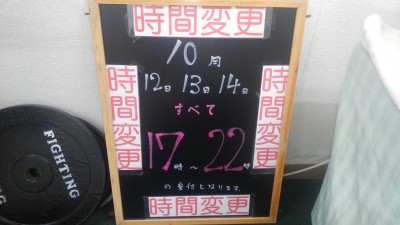 時間変更
10月
12日 13日 14日
すべて
17時～22時
の受付となります。
時間変更
時間変更
時間変更
FIGHTING